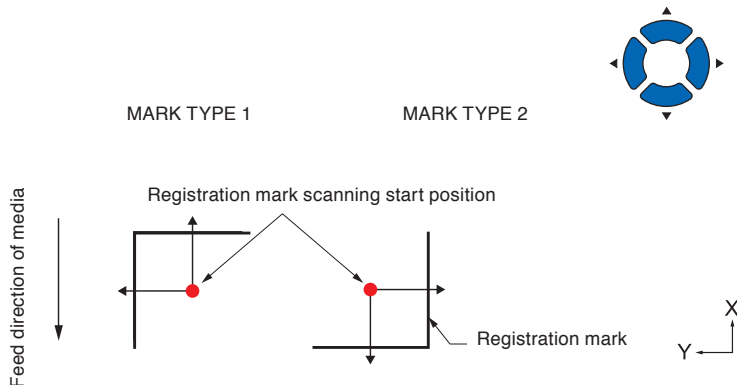 MARK TYPE 1
MARK TYPE 2
Registration mark scanning start position
Feed direction of media
Registration mark
X
Y